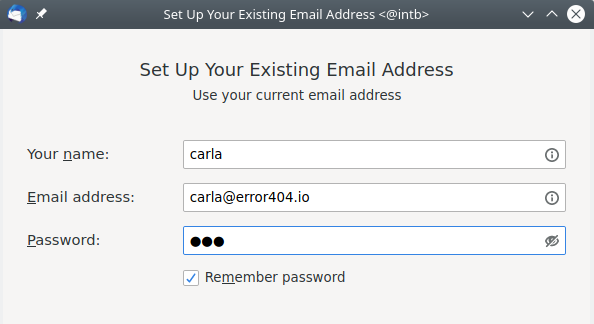 Set Up Your Existing Email Address <@intb>
Set Up Your Existing Email Address
Use your current email address
Your name: carla
Email address: carla@error404.io
Password: ●●●
Remember password